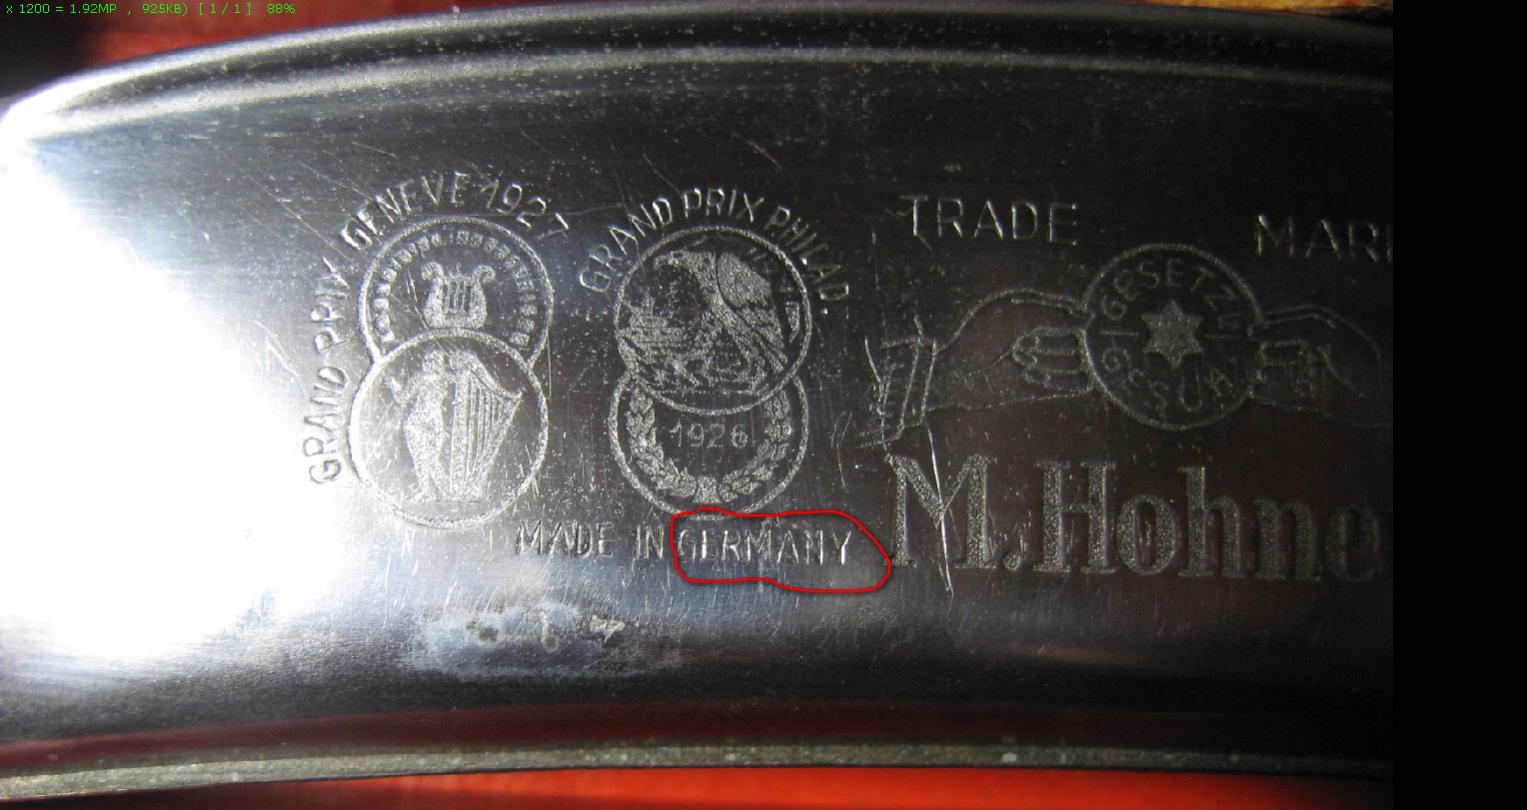 x 1200 = 1.92MP , 925KB) [ 1 / 1 ] 88%
GRAND PRIX GENEVE 1927
GRAND PRIX PHILAD.
1926
MADE IN GERMANY
TRADE MAR
GESETZL
GESCH
M.Hohne